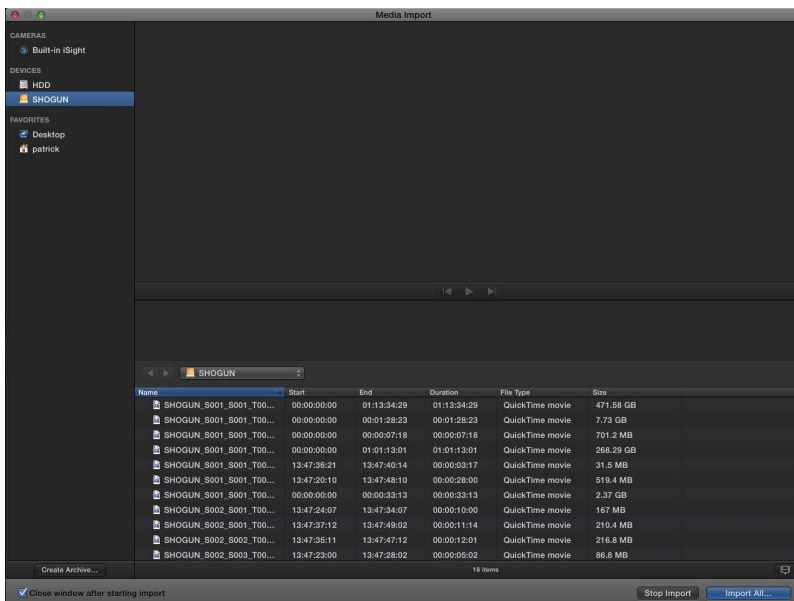 Media Import
CAMERAS
Built-in iSight
DEVICES
HDD
SHOGUN
FAVORITES
Desktop
patrick
SHOGUN
Name Start End Duration File Type Size
SHOGUN_S001_S001_T00... 00:00:00:00 01:13:34:29 01:13:34:29 QuickTime movie 471.58 GB
SHOGUN_S001_S001_T00... 00:00:00:00 00:01:28:23 00:01:28:23 QuickTime movie 7.73 GB
SHOGUN_S001_S001_T00... 00:00:00:00 00:00:07:18 00:00:07:18 QuickTime movie 701.2 MB
SHOGUN_S001_S001_T00... 00:00:00:00 01:01:13:01 01:01:13:01 QuickTime movie 268.29 GB
SHOGUN_S001_S001_T00... 13:47:36:21 13:47:40:14 00:00:03:17 QuickTime movie 31.5 MB
SHOGUN_S001_S001_T00... 13:47:20:10 13:47:48:10 00:00:28:00 QuickTime movie 519.4 MB
SHOGUN_S001_S001_T00... 00:00:00:00 00:00:33:13 00:00:33:13 QuickTime movie 2.37 GB
SHOGUN_S002_S001_T00... 13:47:24:07 13:47:34:07 00:00:10:00 QuickTime movie 167 MB
SHOGUN_S002_S001_T00... 13:47:37:12 13:47:49:02 00:00:11:14 QuickTime movie 210.4 MB
SHOGUN_S002_S002_T00... 13:47:35:11 13:47:47:12 00:00:12:01 QuickTime movie 216.8 MB
SHOGUN_S002_S003_T00... 13:47:23:00 13:47:28:02 00:00:05:02 QuickTime movie 86.8 MB
Create Archive... 18 items
Close window after starting import Stop Import Import All...